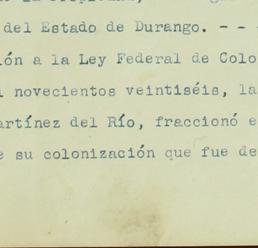 del Estado de Durango. - - -
ión a la Ley Federal de Colo
novecientos veintiséis, la
artínez del Río, fraccionó e
e su colonización que fue de